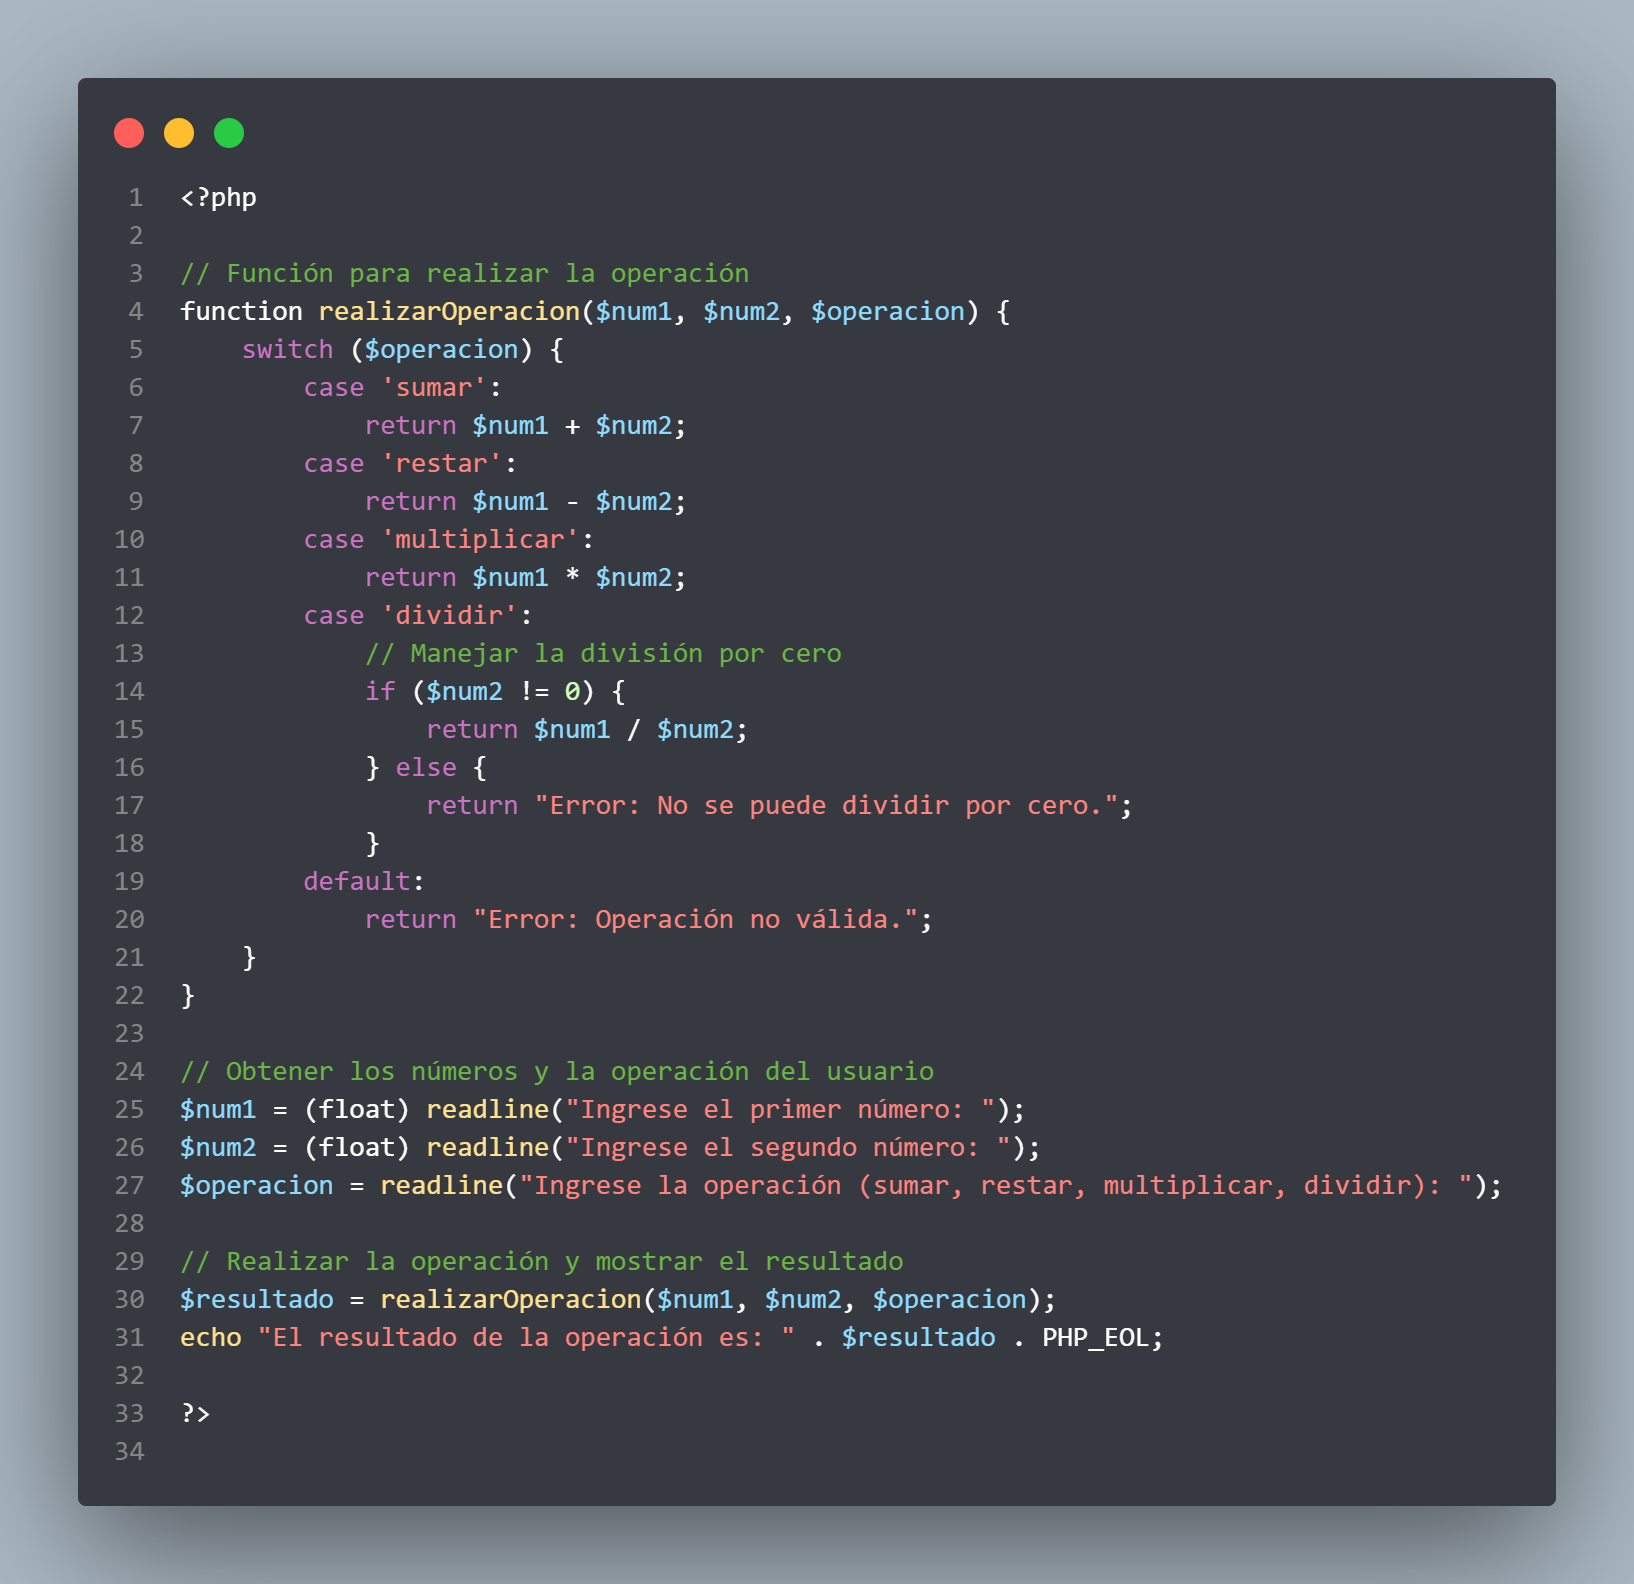 1 <?php
2
3 // Función para realizar la operación
4 function realizarOperacion($num1, $num2, $operacion) {
5     switch ($operacion) {
6         case 'sumar':
7             return $num1 + $num2;
8         case 'restar':
9             return $num1 - $num2;
10         case 'multiplicar':
11             return $num1 * $num2;
12         case 'dividir':
13             // Manejar la división por cero
14             if ($num2 != 0) {
15                 return $num1 / $num2;
16             } else {
17                 return "Error: No se puede dividir por cero.";
18             }
19         default:
20             return "Error: Operación no válida.";
21     }
22 }
23
24 // Obtener los números y la operación del usuario
25 $num1 = (float) readline("Ingrese el primer número: ");
26 $num2 = (float) readline("Ingrese el segundo número: ");
27 $operacion = readline("Ingrese la operación (sumar, restar, multiplicar, dividir): ");
28
29 // Realizar la operación y mostrar el resultado
30 $resultado = realizarOperacion($num1, $num2, $operacion);
31 echo "El resultado de la operación es: " . $resultado . PHP_EOL;
32
33 ?>
34